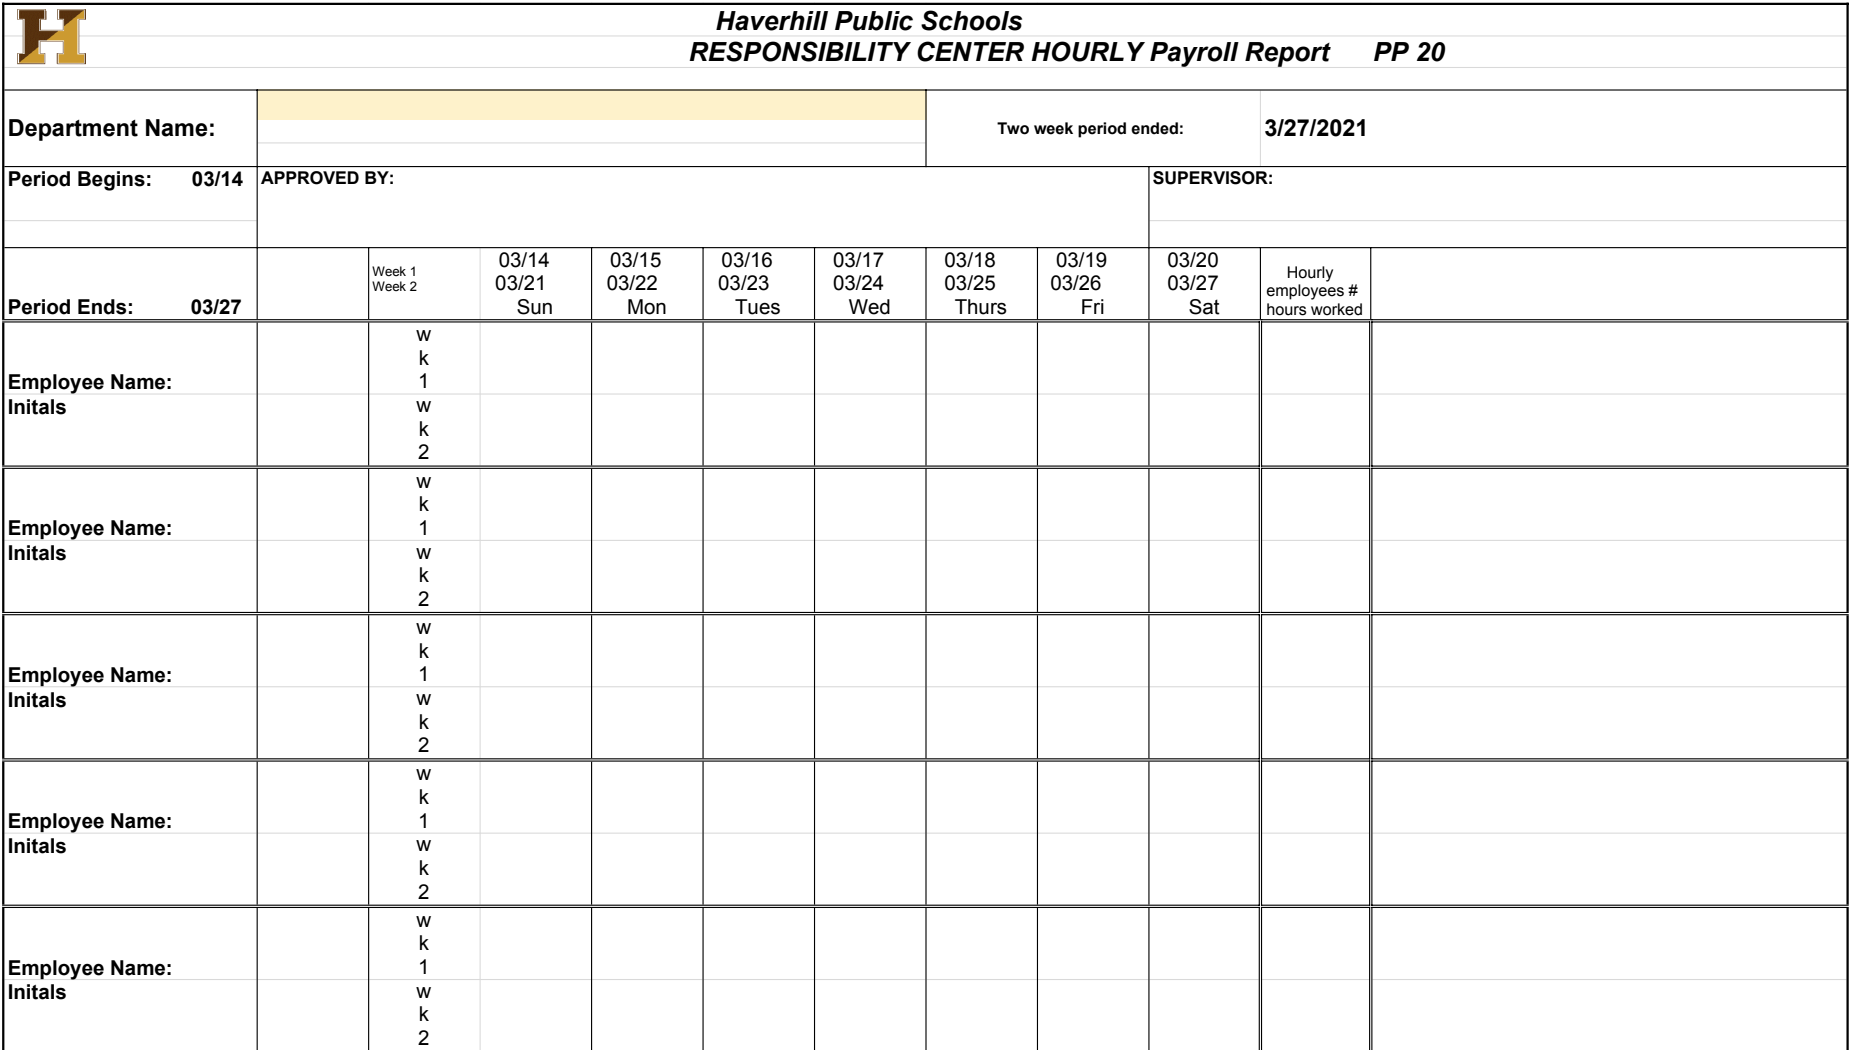 H
Haverhill Public Schools
RESPONSIBILITY CENTER HOURLY Payroll Report PP 20
Department Name:
Two week period ended: 3/27/2021
Period Begins: 03/14 APPROVED BY: SUPERVISOR:
Week 1 03/14 03/15 03/16 03/17 03/18 03/19 03/20
Week 2 03/21 03/22 03/23 03/24 03/25 03/26 03/27
Hourly
employees #
hours worked
Period Ends: 03/27 Sun Mon Tues Wed Thurs Fri Sat
w
k
Employee Name: 1
Initals w
k
2
w
k
Employee Name: 1
Initals w
k
2
w
k
Employee Name: 1
Initals w
k
2
w
k
Employee Name: 1
Initals w
k
2
w
k
Employee Name: 1
Initals w
k
2